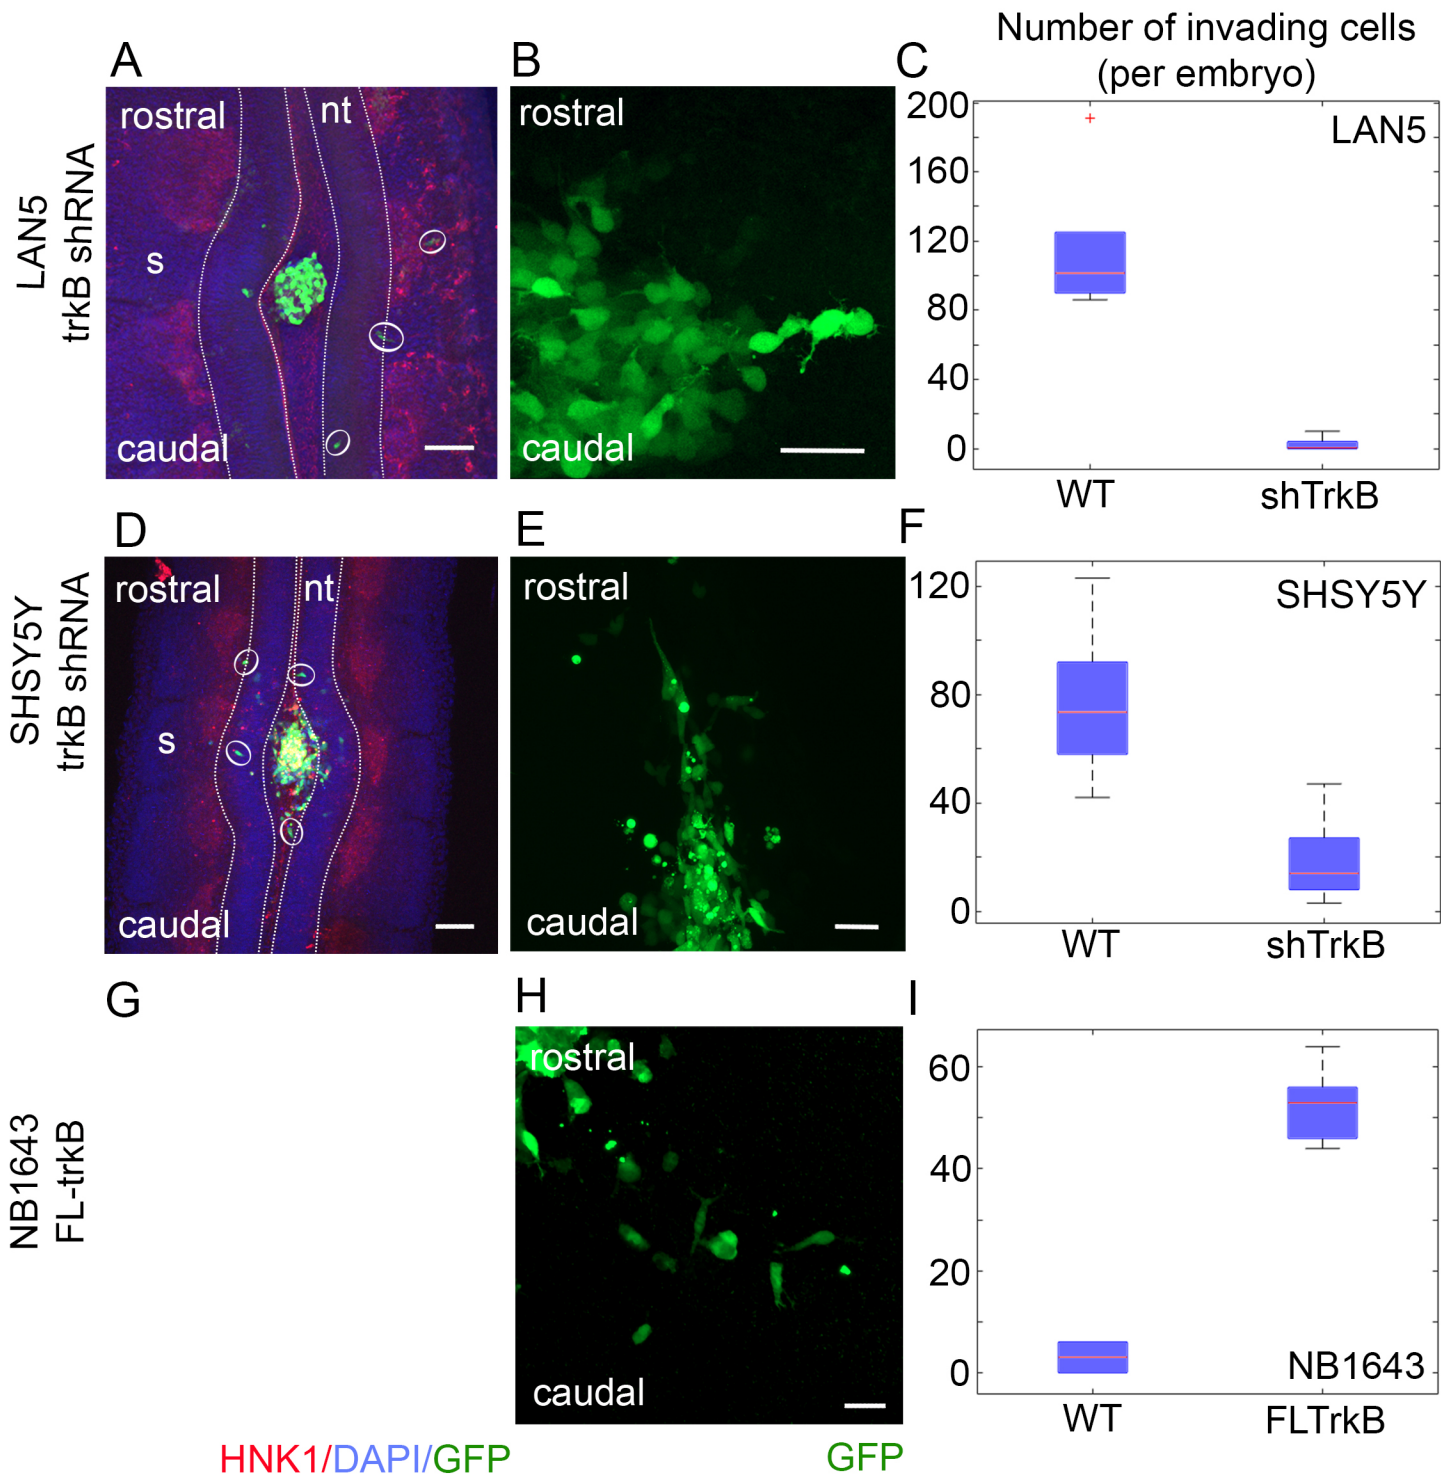 Number of invading cells
(per embryo)
A
B
C
LAN5
trkB shRNA
rostral
nt
s
caudal
rostral
caudal
200
160
120
80
40
0
LAN5
WT
shTrkB
D
E
F
SHSY5Y
trkB shRNA
rostral
nt
s
caudal
rostral
caudal
120
80
40
0
SHSY5Y
WT
shTrkB
G
H
I
NB1643
FL-trkB
rostral
caudal
60
40
20
0
NB1643
WT
FLTrkB
HNK1/DAPI/GFP
GFP